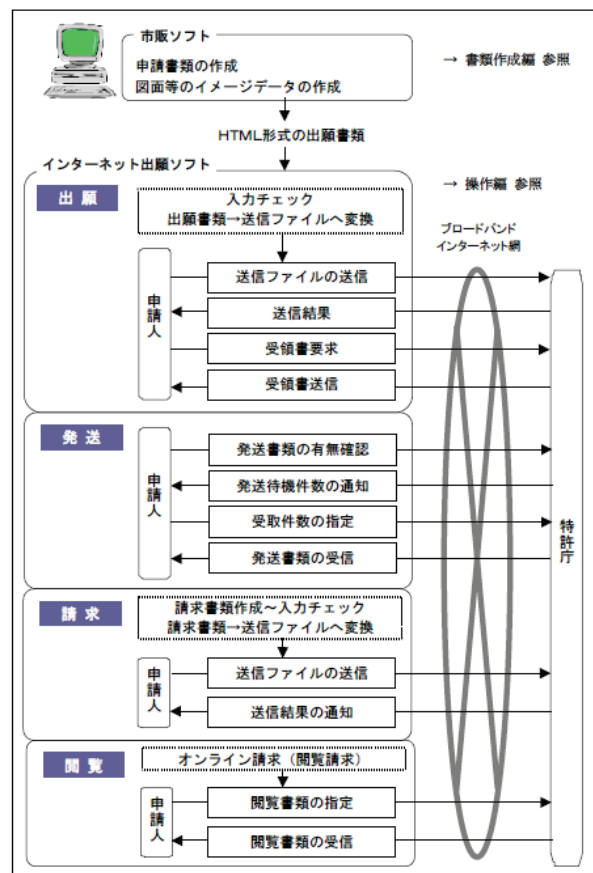 市販ソフト
申請書類の作成
図面等のイメージデータの作成
→ 書類作成編 参照
HTML形式の出願書類
インターネット出願ソフト
→ 操作編 参照
出 願
入力チェック
出願書類→送信ファイルへ変換
ブロードバンド
インターネット網
申請人
送信ファイルの送信
送信結果
受領書要求
受領書送信
発 送
申請人
発送書類の有無確認
発送待機件数の通知
受取件数の指定
発送書類の受信
特許庁
請 求
請求書類作成~入力チェック
請求書類→送信ファイルへ変換
申請人
送信ファイルの送信
送信結果の通知
閲 覧
オンライン請求(閲覧請求)
申請人
閲覧書類の指定
閲覧書類の受信